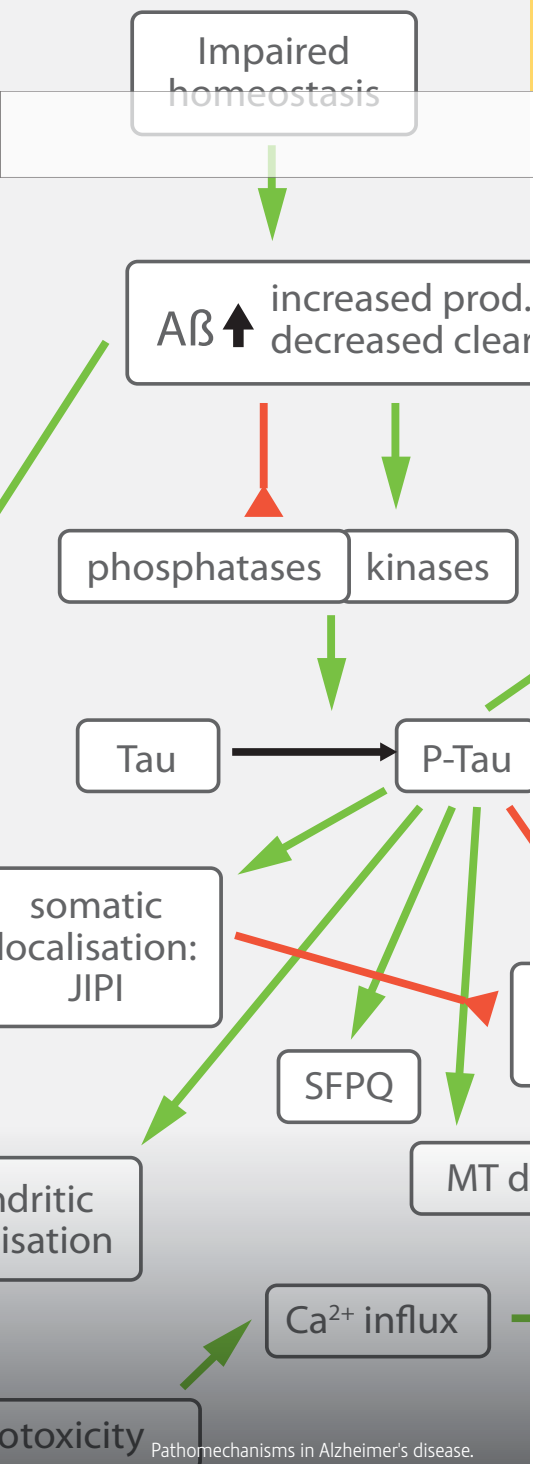 Impaired
homeostasis
Aß increased prod.
decreased clear
phosphatases kinases
Tau P-Tau
somatic
localisation:
JIPI
SFPQ
MT d
ndritic
isation
Ca²⁺ influx
otoxicity
Pathomechanisms in Alzheimer's disease.